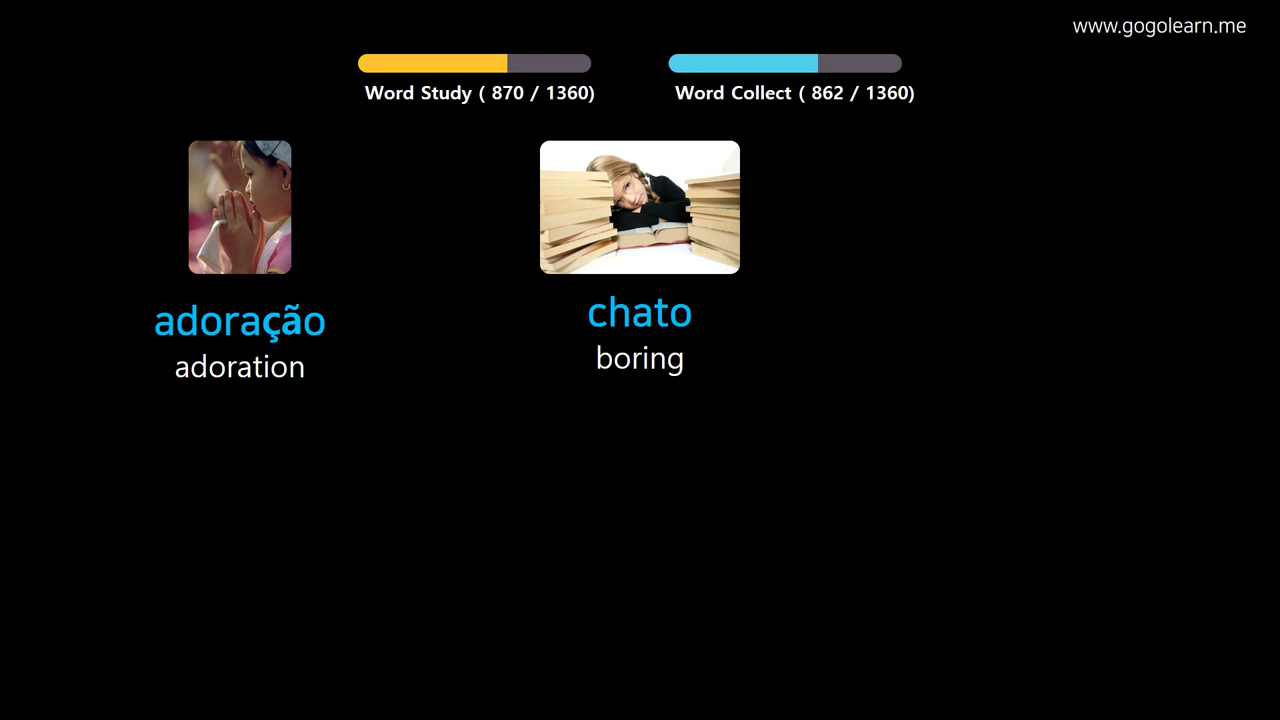 www.gogolearn.me
Word Study ( 870 / 1360)
Word Collect ( 862 / 1360)
adoração
adoration
chato
boring